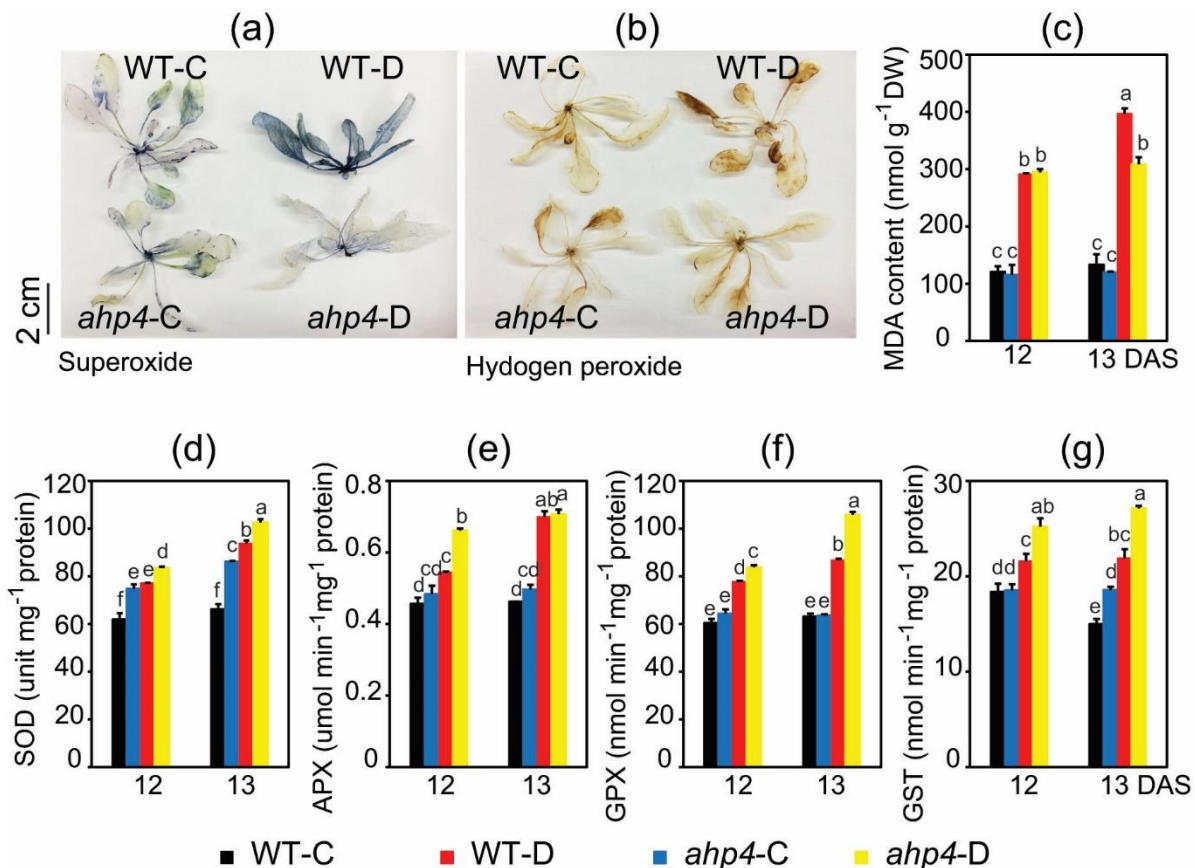 (a)
(b)
(c)
WT-C WT-D
ahp4-C ahp4-D
2 cm
Superoxide
WT-C WT-D
ahp4-C ahp4-D
Hydogen peroxide
MDA content (nmol g-1 DW)
500
400
300
100
0
c c b b
c c a b
12 13 DAS
(d)
SOD (unit mg-1 protein)
120
100
80
60
40
20
0
f e e d
f c b a
12 13
(e)
APX (umol min-1mg-1 protein)
0.8
0.6
0.4
0.2
0
d cd c b
d cd ab a
12 13
(f)
GPX (nmol min-1mg-1 protein)
120
100
80
60
40
20
0
e e d c
e e b a
12 13
(g)
GST (nmol min-1mg-1 protein)
30
20
10
0
d d c ab
e d bc a
12 13 DAS
WT-C WT-D ahp4-C ahp4-D